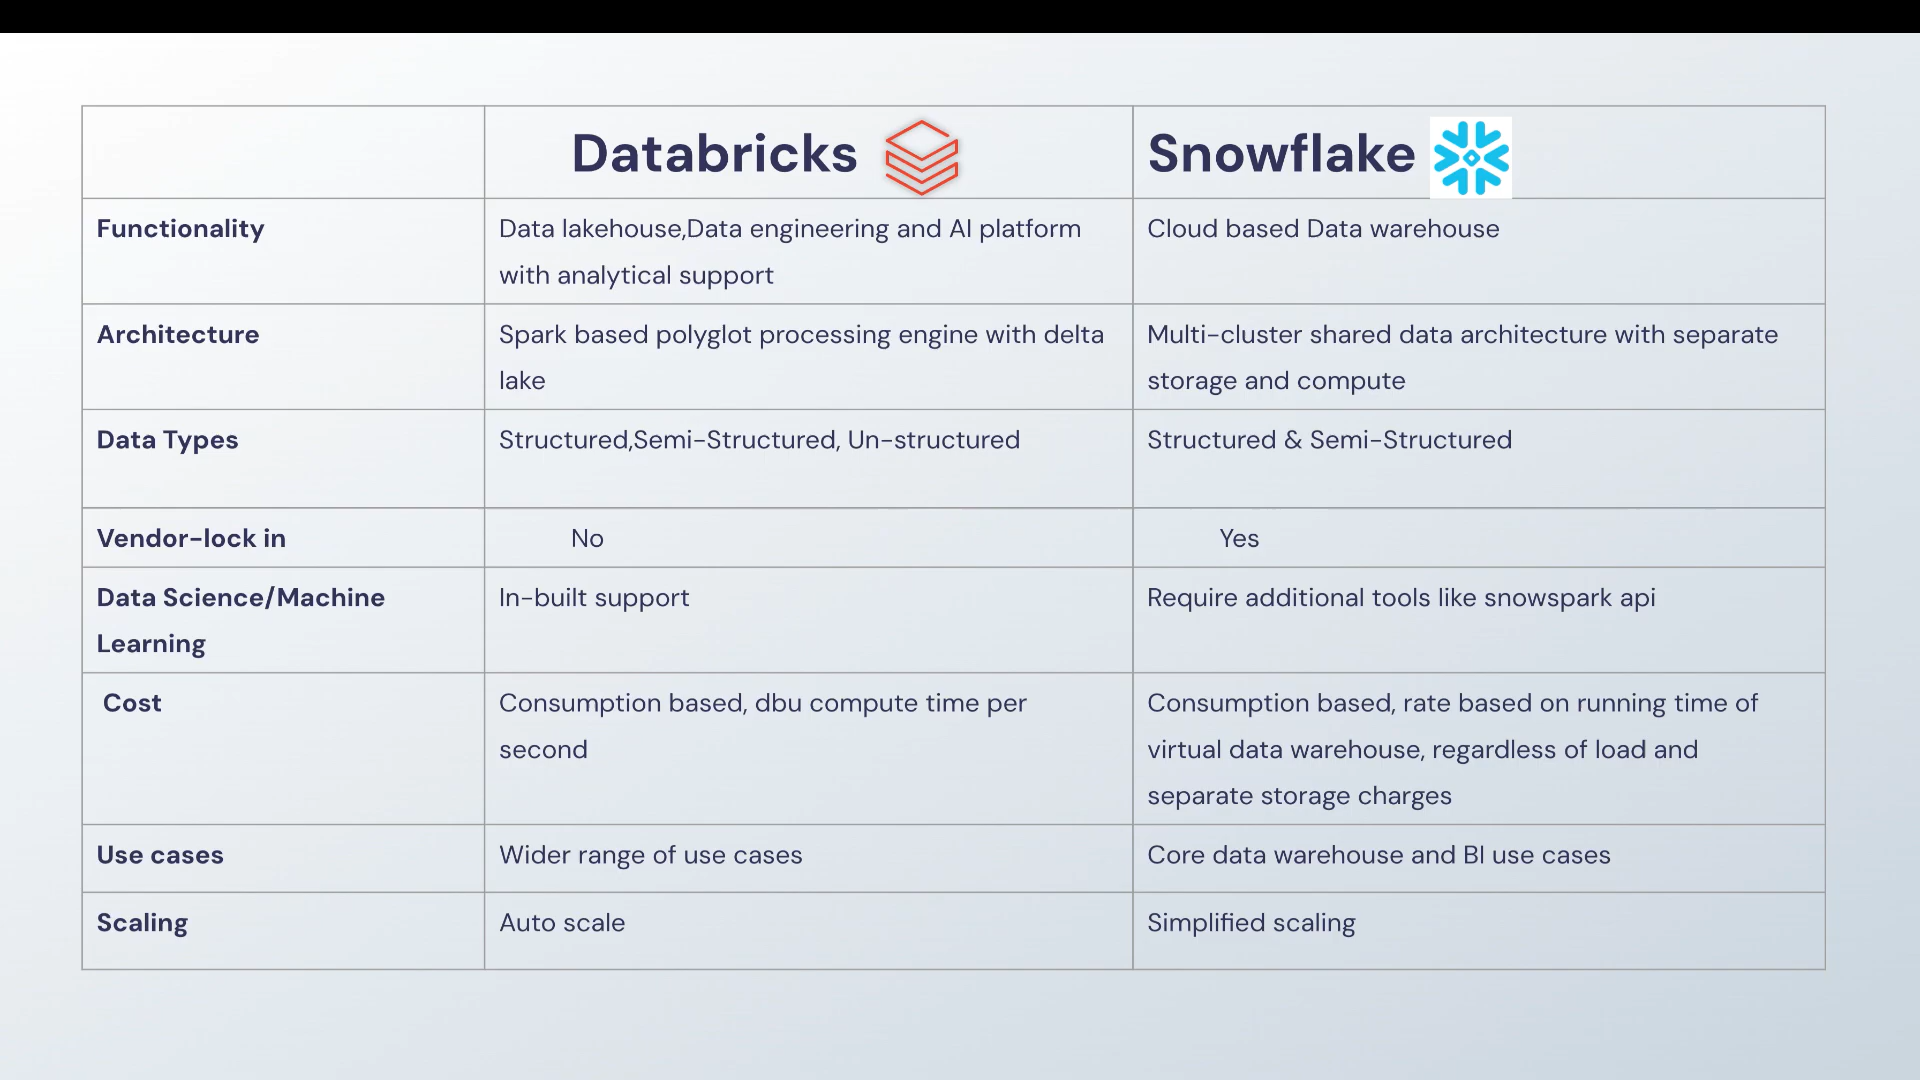 Databricks
Snowflake
Functionality
Data lakehouse,Data engineering and AI platform
with analytical support
Cloud based Data warehouse
Architecture
Spark based polyglot processing engine with delta
lake
Multi-cluster shared data architecture with separate
storage and compute
Data Types
Structured,Semi-Structured, Un-structured
Structured & Semi-Structured
Vendor-lock in
No
Yes
Data Science/Machine
Learning
In-built support
Require additional tools like snowspark api
Cost
Consumption based, dbu compute time per
second
Consumption based, rate based on running time of
virtual data warehouse, regardless of load and
separate storage charges
Use cases
Wider range of use cases
Core data warehouse and BI use cases
Scaling
Auto scale
Simplified scaling